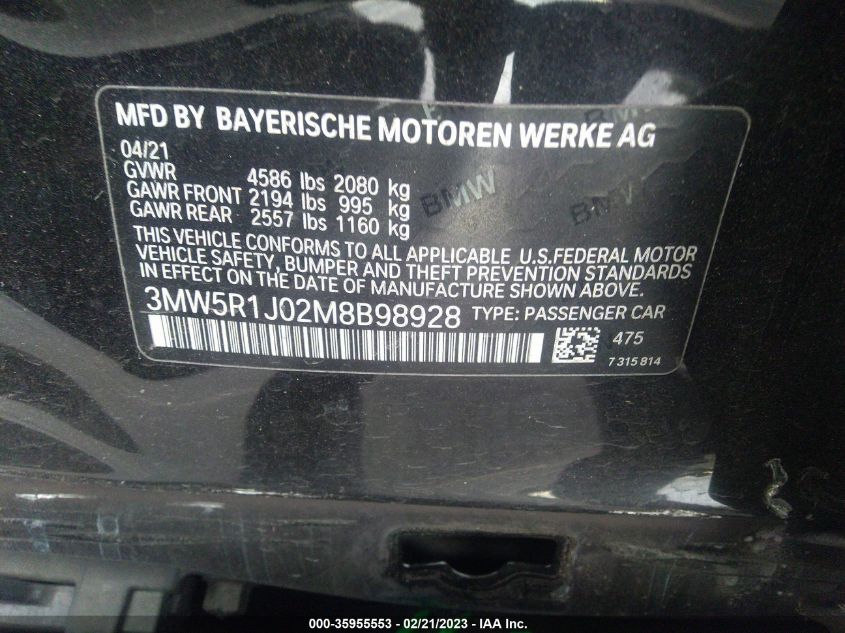 MFD BY BAYERISCHE MOTOREN WERKE AG
04/21
GVWR 4586 lbs 2080 kg
GAWR FRONT 2194 lbs 995 kg
GAWR REAR 2557 lbs 1160 kg
BMW BMW
THIS VEHICLE CONFORMS TO ALL APPLICABLE U.S.FEDERAL MOTOR
VEHICLE SAFETY, BUMPER AND THEFT PREVENTION STANDARDS
IN EFFECT ON THE DATE OF MANUFACTURE SHOWN ABOVE.
3MW5R1J02M8B98928 TYPE: PASSENGER CAR
475
7315814
000-35955553 - 02/21/2023 - IAA Inc.